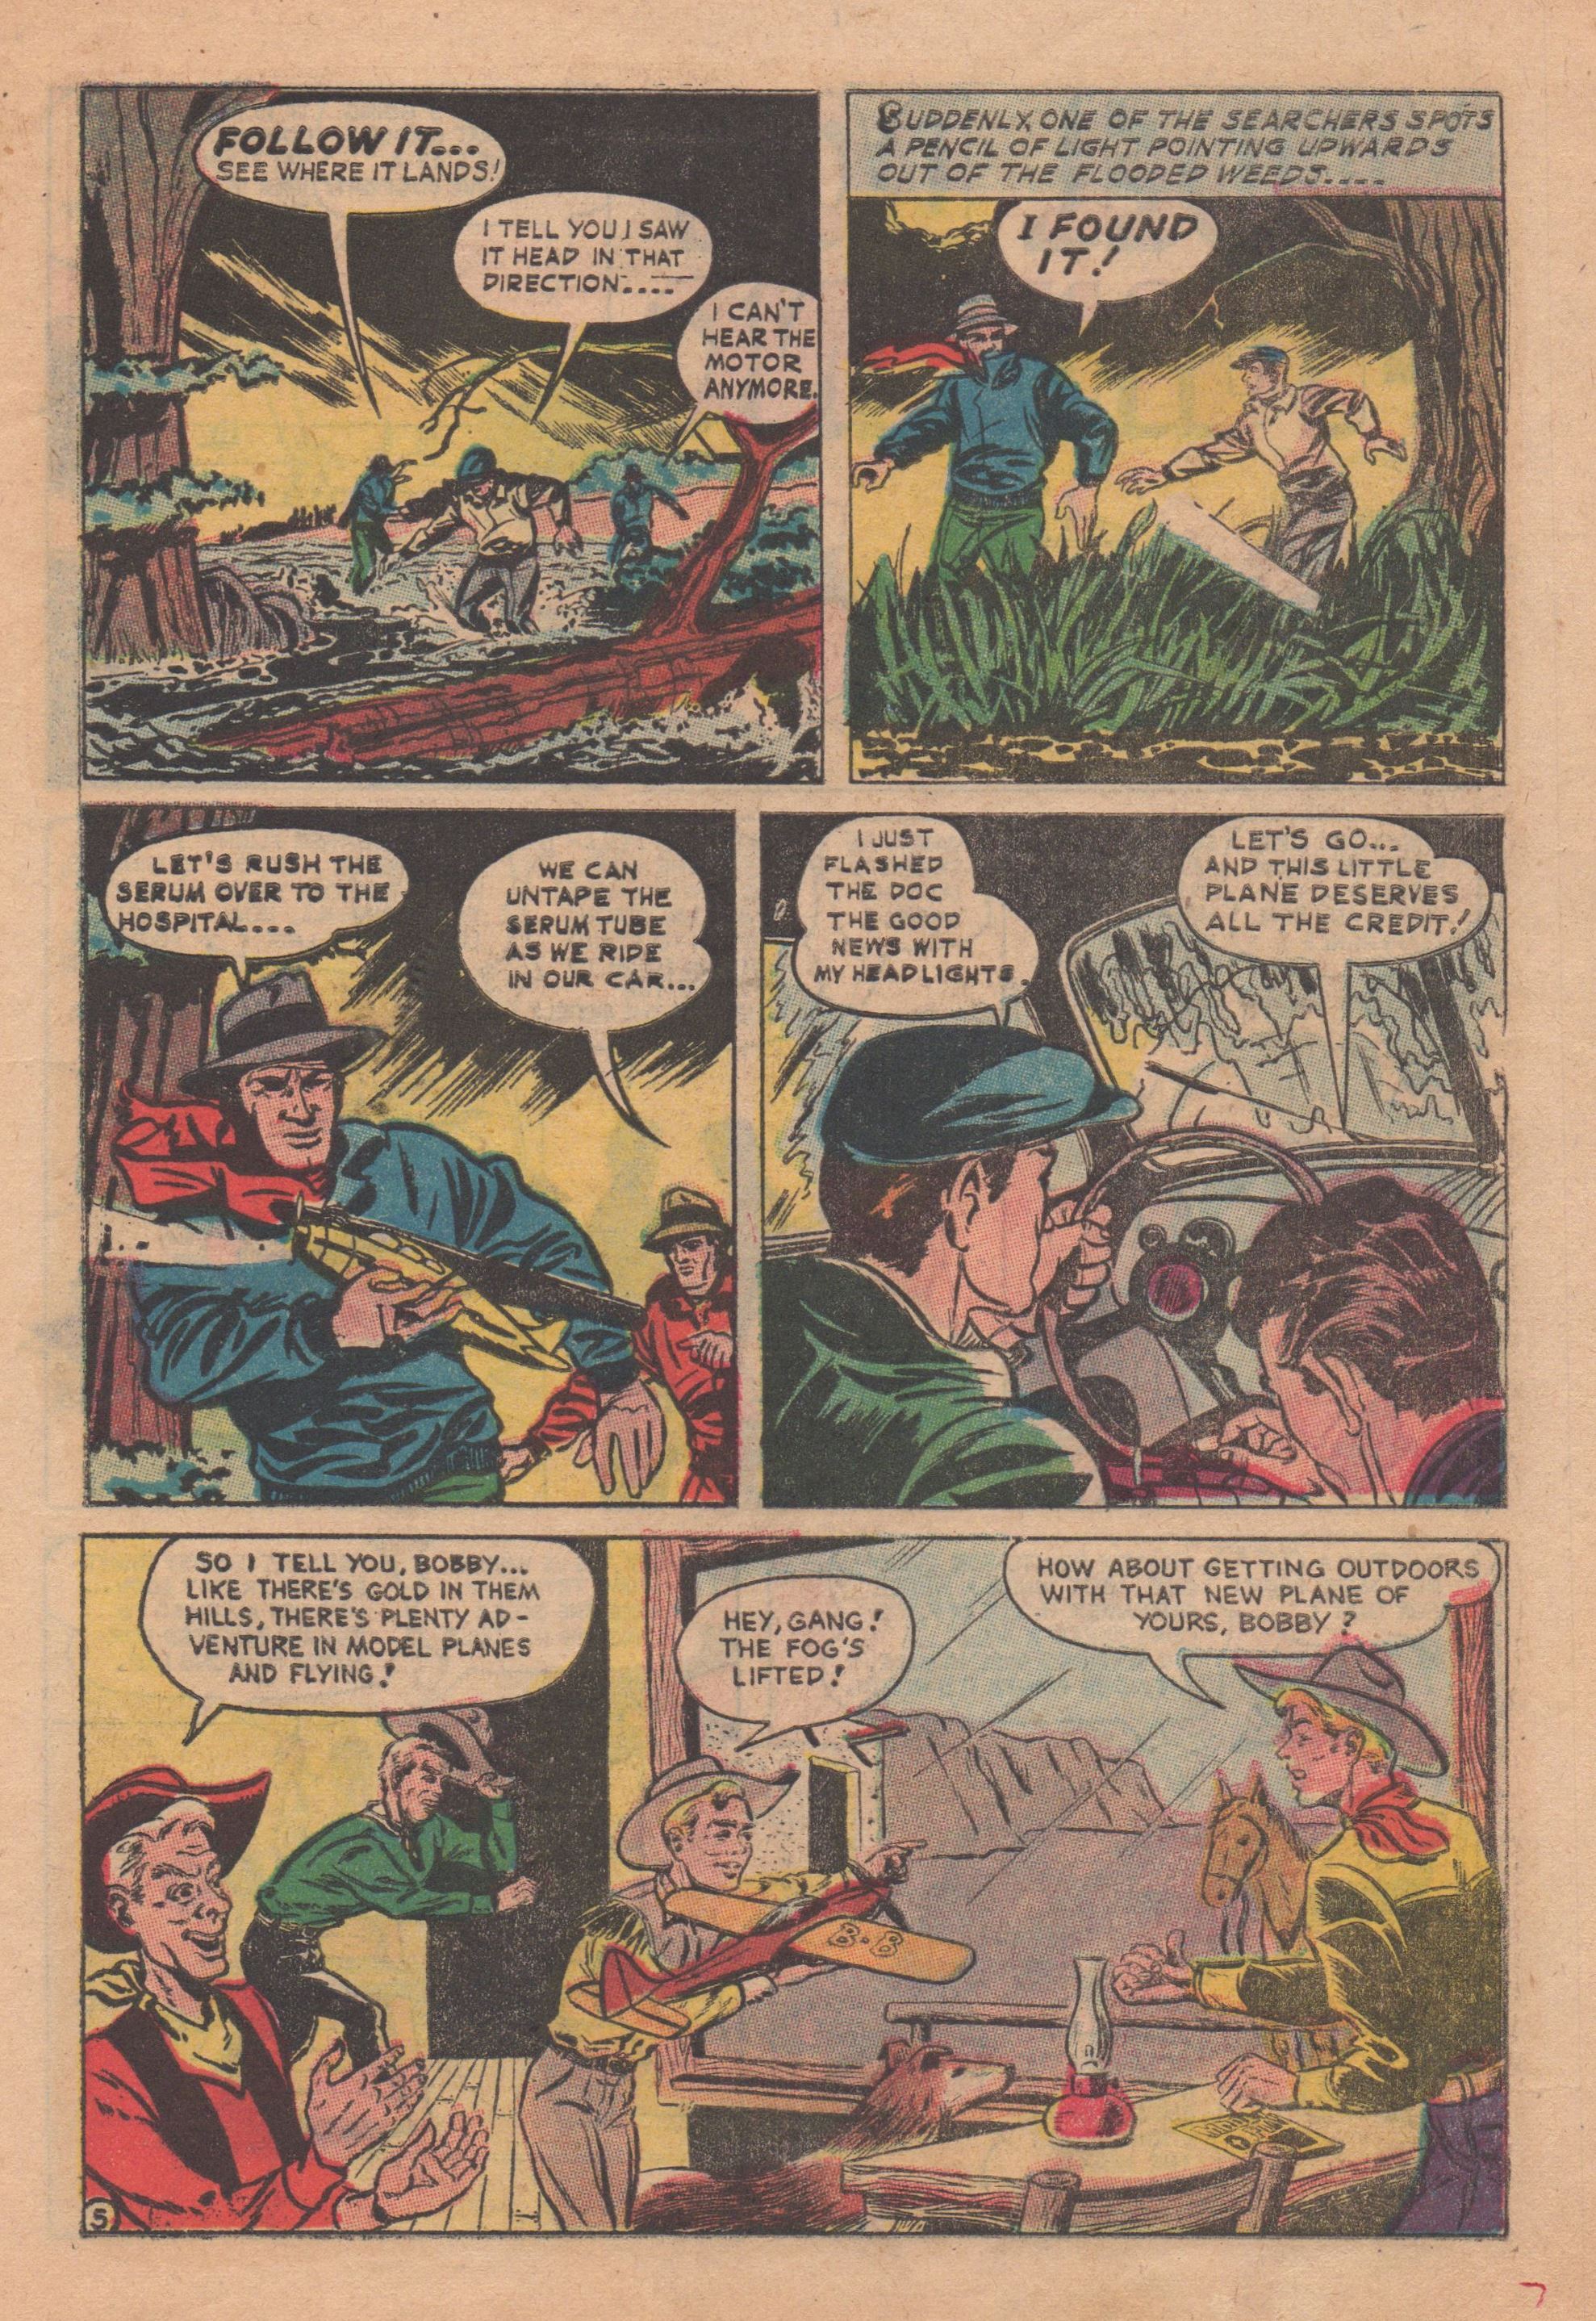 FOLLOW IT...
SEE WHERE IT LANDS!
I TELL YOU I SAW
IT HEAD IN THAT
DIRECTION....
I CAN'T
HEAR THE
MOTOR
ANYMORE.
SUDDENLY, ONE OF THE SEARCHERS SPOTS
A PENCIL OF LIGHT POINTING UPWARDS
OUT OF THE FLOODED WEEDS....
I FOUND
IT!
LET'S RUSH THE
SERUM OVER TO THE
HOSPITAL....
WE CAN
UNTAPE THE
SERUM TUBE
AS WE RIDE
IN OUR CAR...
I JUST
FLASHED
THE DOC
THE GOOD
NEWS WITH
MY HEADLIGHTS.
LET'S GO...
AND THIS LITTLE
PLANE DESERVES
ALL THE CREDIT!
SO I TELL YOU, BOBBY...
LIKE THERE'S GOLD IN THEM
HILLS, THERE'S PLENTY AD-
VENTURE IN MODEL PLANES
AND FLYING!
HEY, GANG!
THE FOG'S
LIFTED!
HOW ABOUT GETTING OUTDOORS
WITH THAT NEW PLANE OF
YOURS, BOBBY?
B-B
5
7